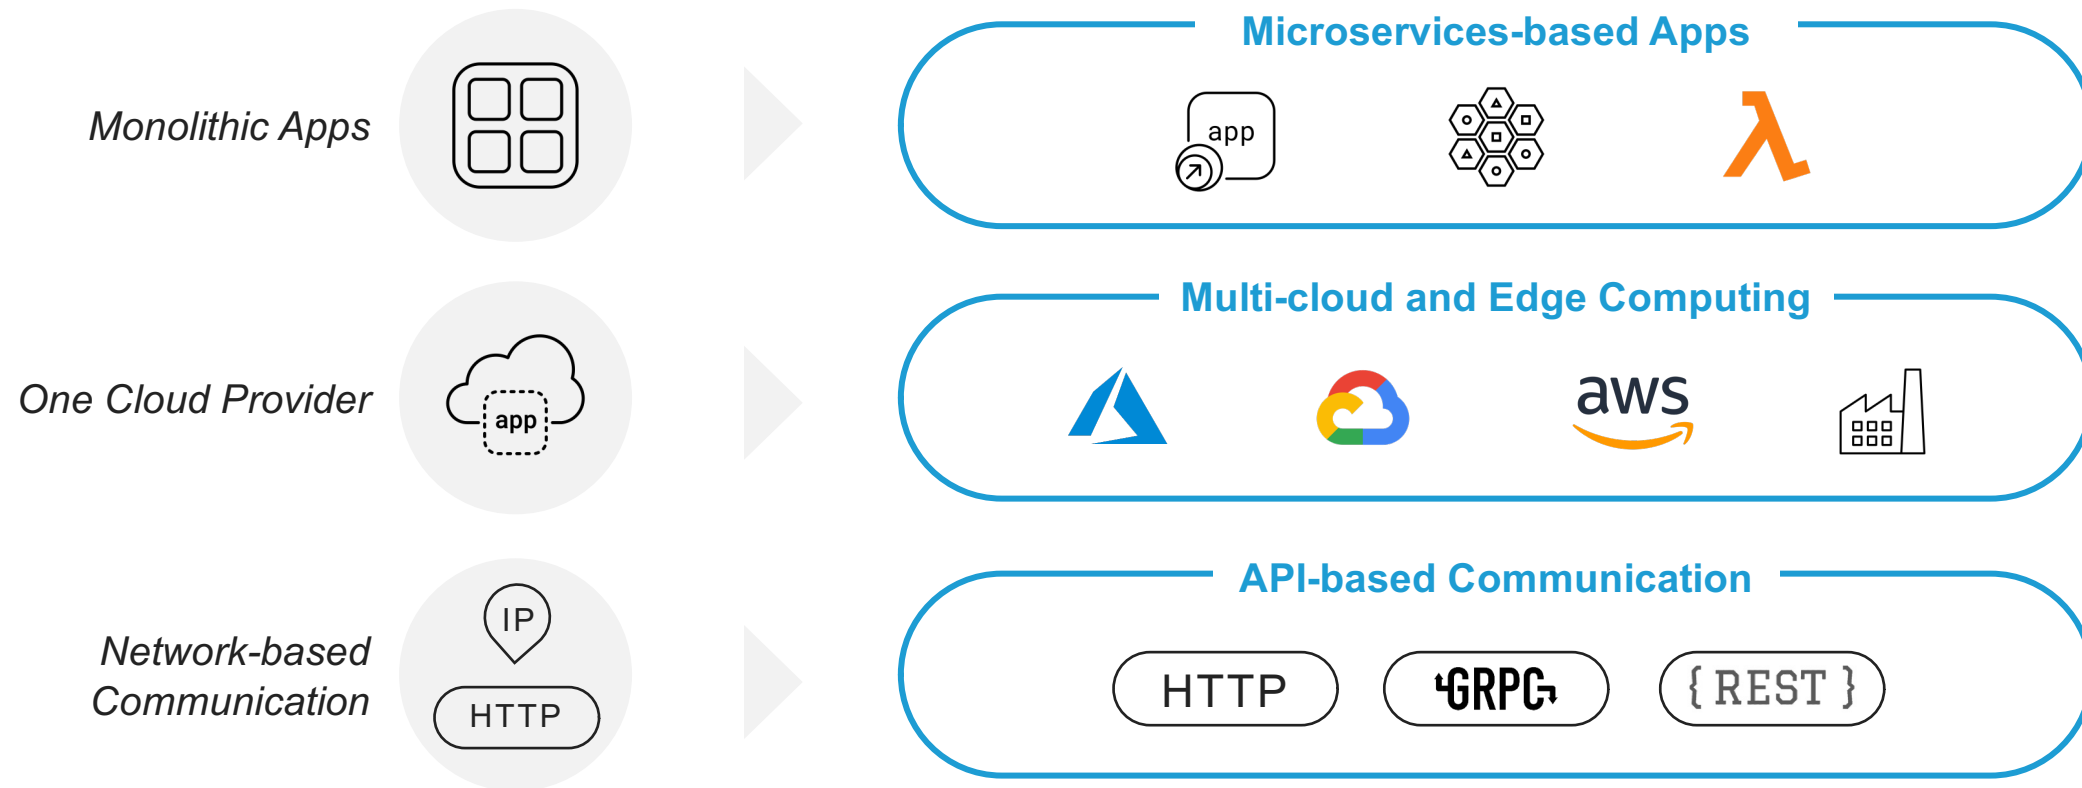 Microservices-based Apps
Monolithic Apps
app
Multi-cloud and Edge Computing
One Cloud Provider
app
aws
API-based Communication
Network-based
Communication
IP
HTTP
HTTP
GRPC
{ REST }